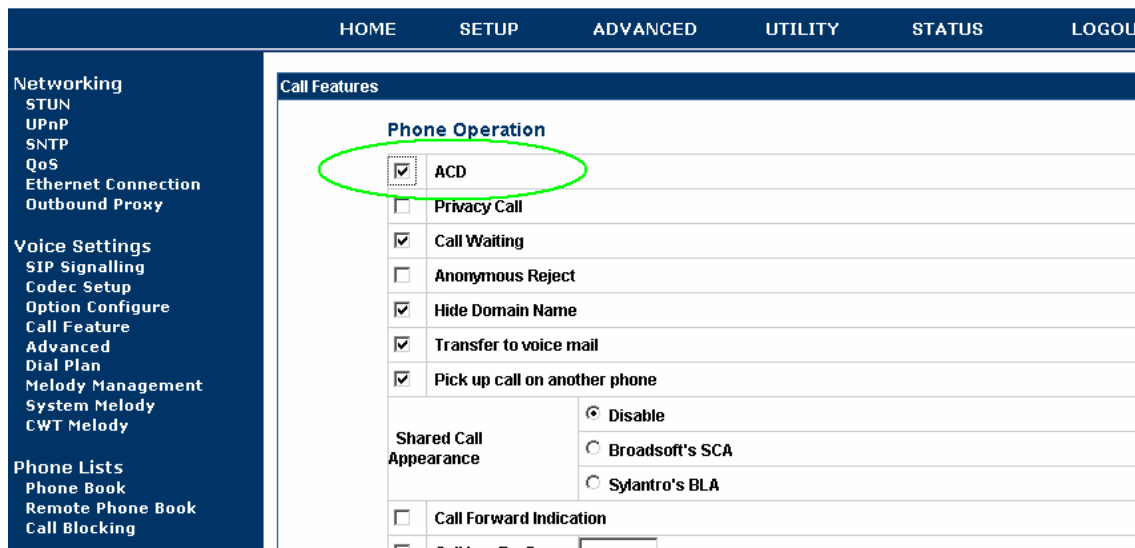 HOME SETUP ADVANCED UTILITY STATUS LOGOU
Networking
STUN
UPnP
SNTP
QoS
Ethernet Connection
Outbound Proxy
Voice Settings
SIP Signalling
Codec Setup
Option Configure
Call Feature
Advanced
Dial Plan
Melody Management
System Melody
CWT Melody
Phone Lists
Phone Book
Remote Phone Book
Call Blocking
Call Features
Phone Operation
ACD
Privacy Call
Call Waiting
Anonymous Reject
Hide Domain Name
Transfer to voice mail
Pick up call on another phone
Shared Call
Appearance
Disable
Broadsoft's SCA
Sylantro's BLA
Call Forward Indication